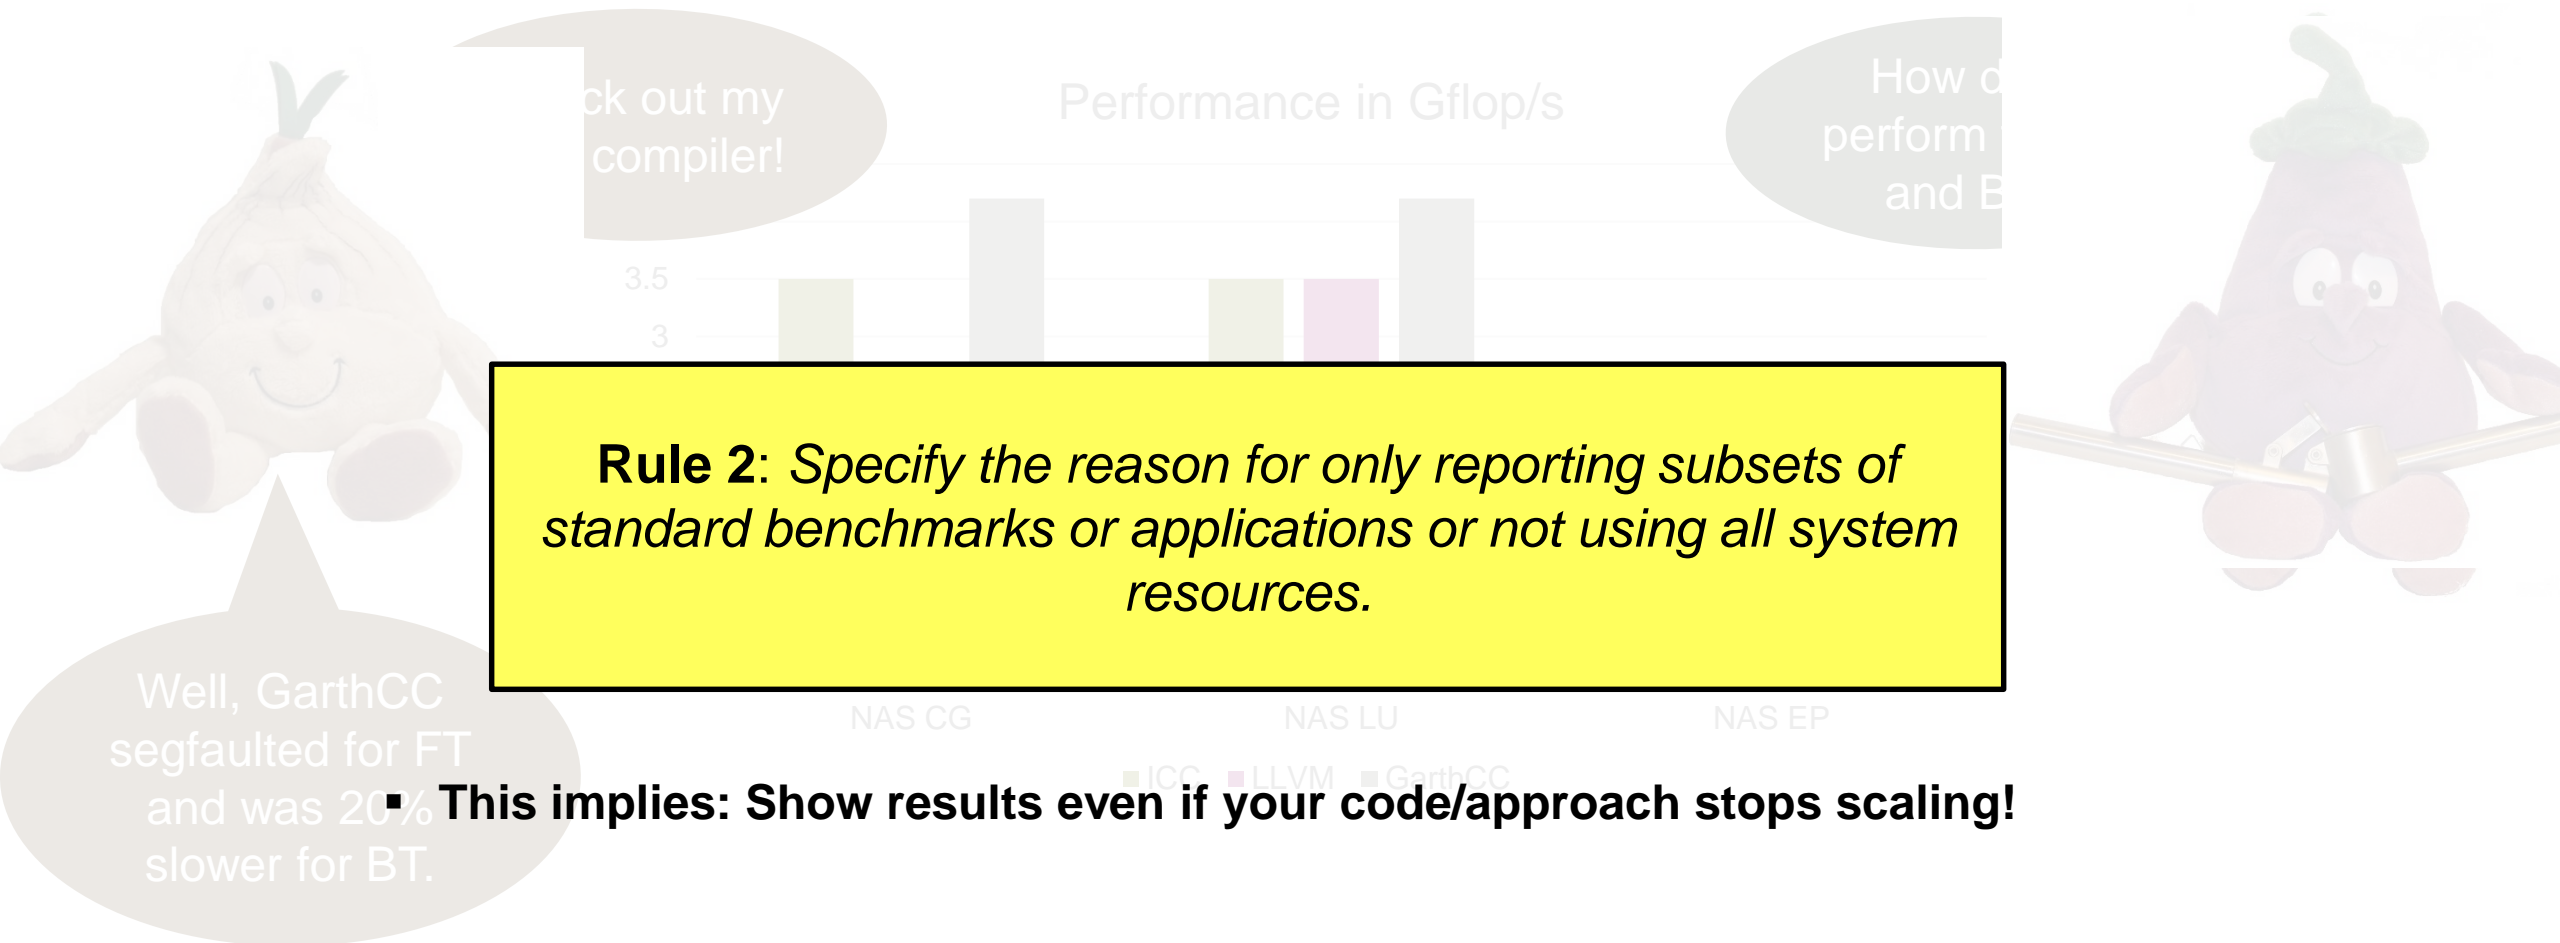 ck out my
compiler!
Performance in Gflop/s
How d
perform
and B
3.5
3
Rule 2: Specify the reason for only reporting subsets of
standard benchmarks or applications or not using all system
resources.
Well, GarthCC
segfaulted for FT
and was 20%
slower for BT.
NAS CG
NAS LU
NAS EP
ICC LLVM GarthCC
▪ This implies: Show results even if your code/approach stops scaling!